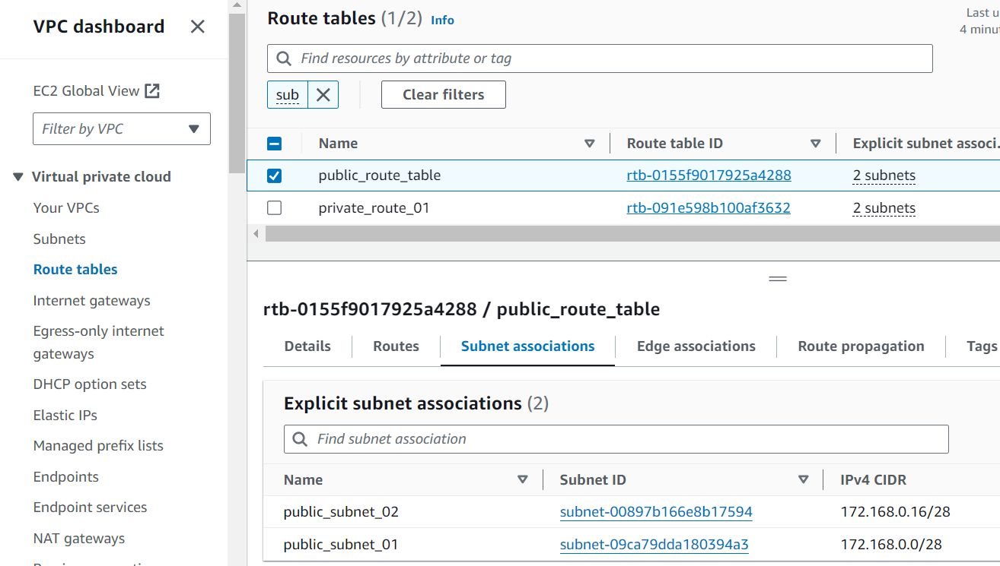 VPC dashboard
EC2 Global View
Filter by VPC
Virtual private cloud
Your VPCs
Subnets
Route tables
Internet gateways
Egress-only internet
gateways
DHCP option sets
Elastic IPs
Managed prefix lists
Endpoints
Endpoint services
NAT gateways
Route tables (1/2) Info
Last u
4 minut
Find resources by attribute or tag
sub
Clear filters
Name Route table ID Explicit subnet associ...
public_route_table rtb-0155f9017925a4288 2 subnets
private_route_01 rtb-091e598b100af3632 2 subnets
rtb-0155f9017925a4288 / public_route_table
Details Routes Subnet associations Edge associations Route propagation Tags
Explicit subnet associations (2)
Find subnet association
Name Subnet ID IPv4 CIDR
public_subnet_02 subnet-00897b166e8b17594 172.168.0.16/28
public_subnet_01 subnet-09ca79dda180394a3 172.168.0.0/28